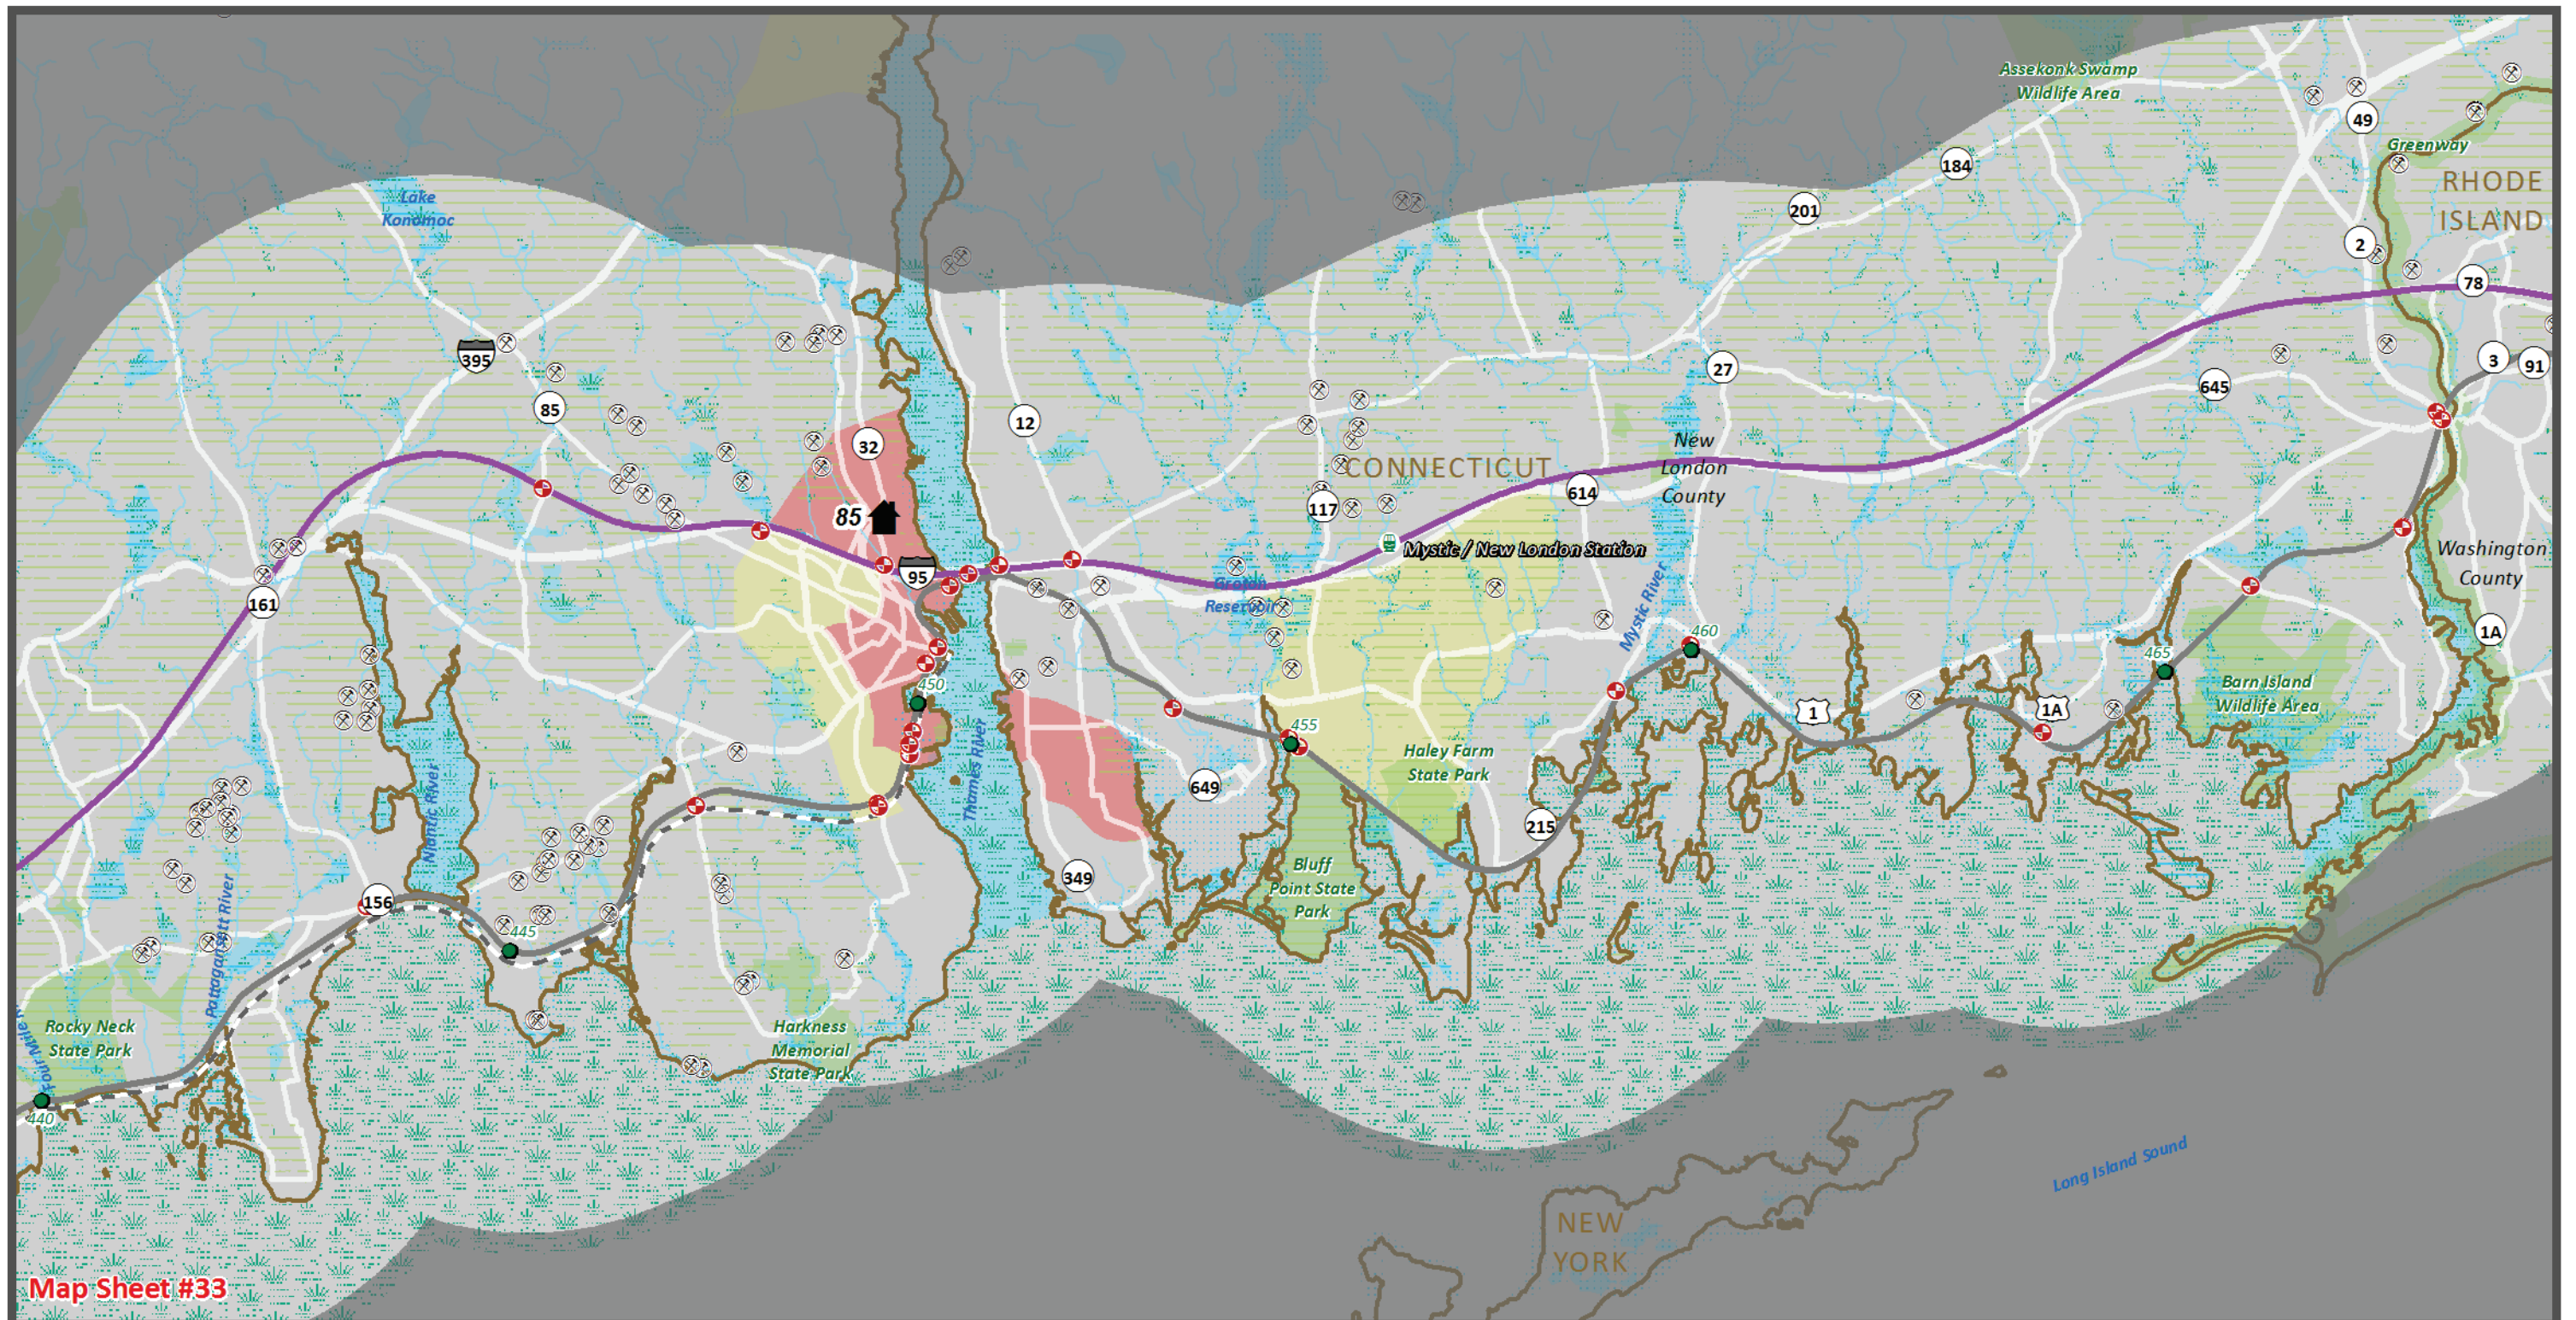 Assekonk Swamp
Wildlife Area
49
Greenway
184
RHODE
ISLAND
Lake
Konomoc
201
2
78
395
27
3
91
645
85
12
32
New
London
County
CONNECTICUT
614
117
85
Mystic / New London Station
Washington
County
95
Groton
Reservoir
161
Mystic River
460
1A
465
450
Barn Island
Wildlife Area
1
1A
455
Haley Farm
State Park
Thames River
649
Niantic River
215
Bluff
Point State
Park
349
156
Pattagansett River
445
Rocky Neck
State Park
Harkness
Memorial
State Park
440
Long Island Sound
NEW
YORK
Map Sheet #33